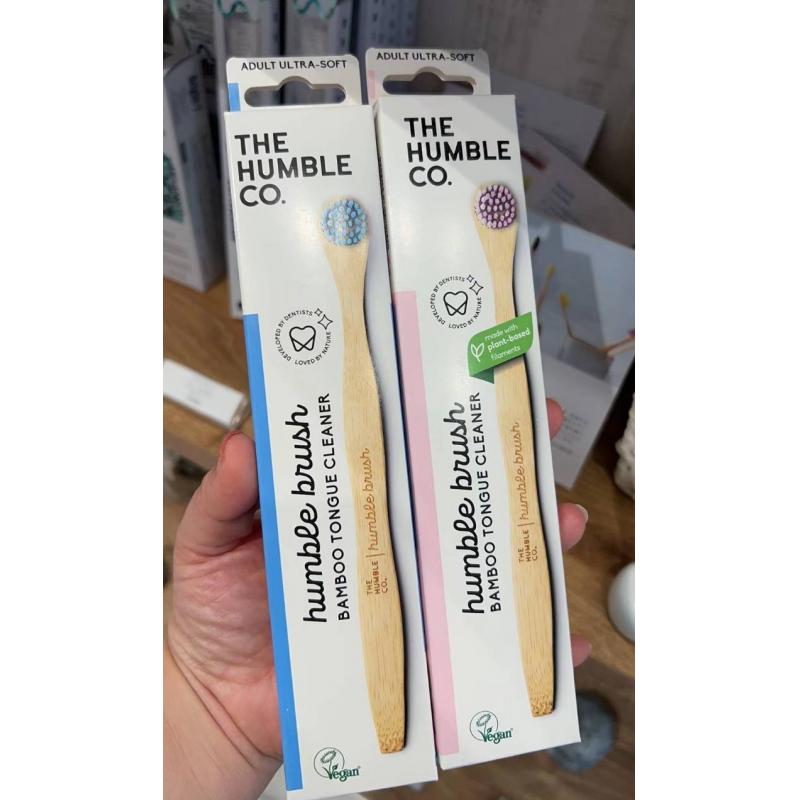 ADULT ULTRA-SOFT
THE
HUMBLE
CO.
DEVELOPED BY DENTISTS
LOVED BY NATURE
humble brush
BAMBOO TONGUE CLEANER
THE
HUMBLE
CO.
humble brush
Vegan
ADULT ULTRA-SOFT
THE
HUMBLE
CO.
DEVELOPED BY DENTISTS
LOVED BY NATURE
made with
plant-based
filaments
humble brush
BAMBOO TONGUE CLEANER
THE
HUMBLE
CO.
humble brush
Vegan